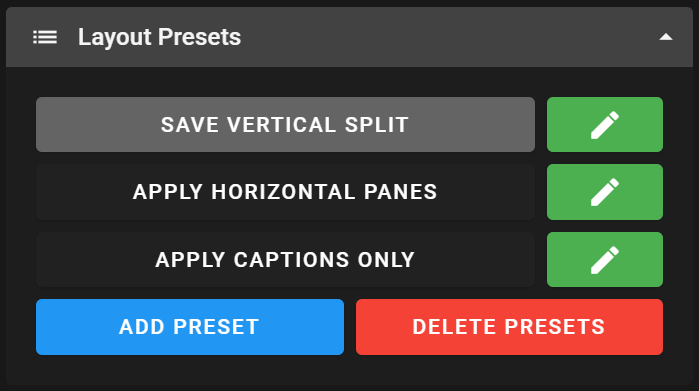 Layout Presets
SAVE VERTICAL SPLIT
APPLY HORIZONTAL PANES
APPLY CAPTIONS ONLY
ADD PRESET DELETE PRESETS